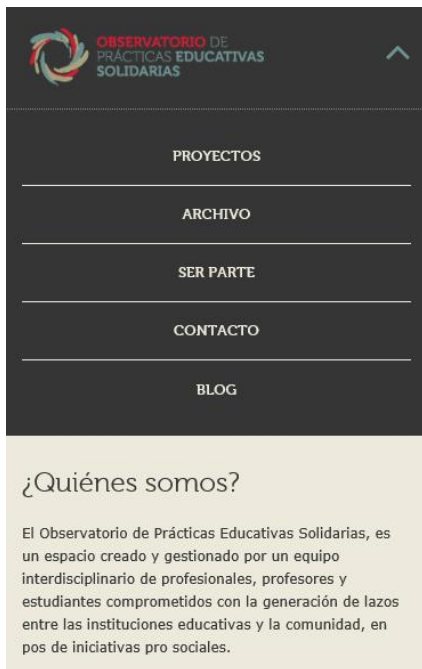 OBSERVATORIO DE
PRÁCTICAS EDUCATIVAS
SOLIDARIAS
PROYECTOS
ARCHIVO
SER PARTE
CONTACTO
BLOG
¿Quiénes somos?
El Observatorio de Prácticas Educativas Solidarias, es
un espacio creado y gestionado por un equipo
interdisciplinario de profesionales, profesores y
estudiantes comprometidos con la generación de lazos
entre las instituciones educativas y la comunidad, en
pos de iniciativas pro sociales.